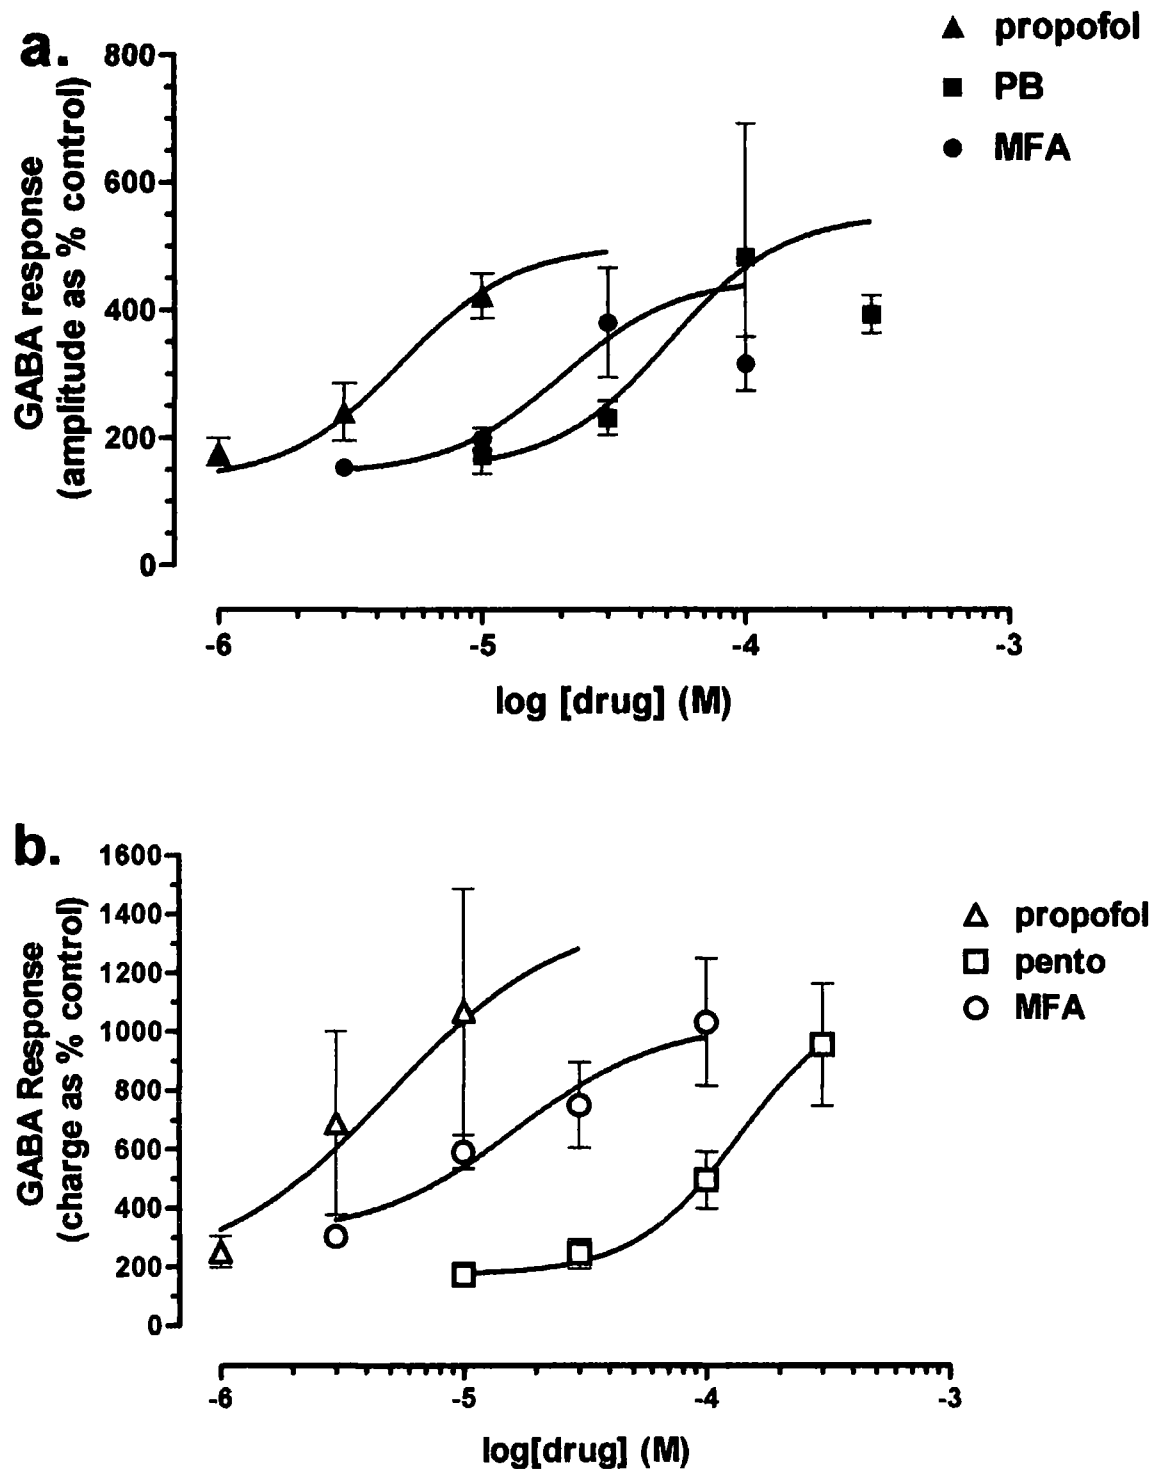 a.
propofol
PB
MFA
GABA response
(amplitude as % control)
800
600
400
200
0
-6 -5 -4 -3
log [drug] (M)
b.
propofol
pento
MFA
GABA Response
(charge as % control)
1600
1400
1200
1000
800
600
400
200
0
-6 -5 -4 -3
log[drug] (M)